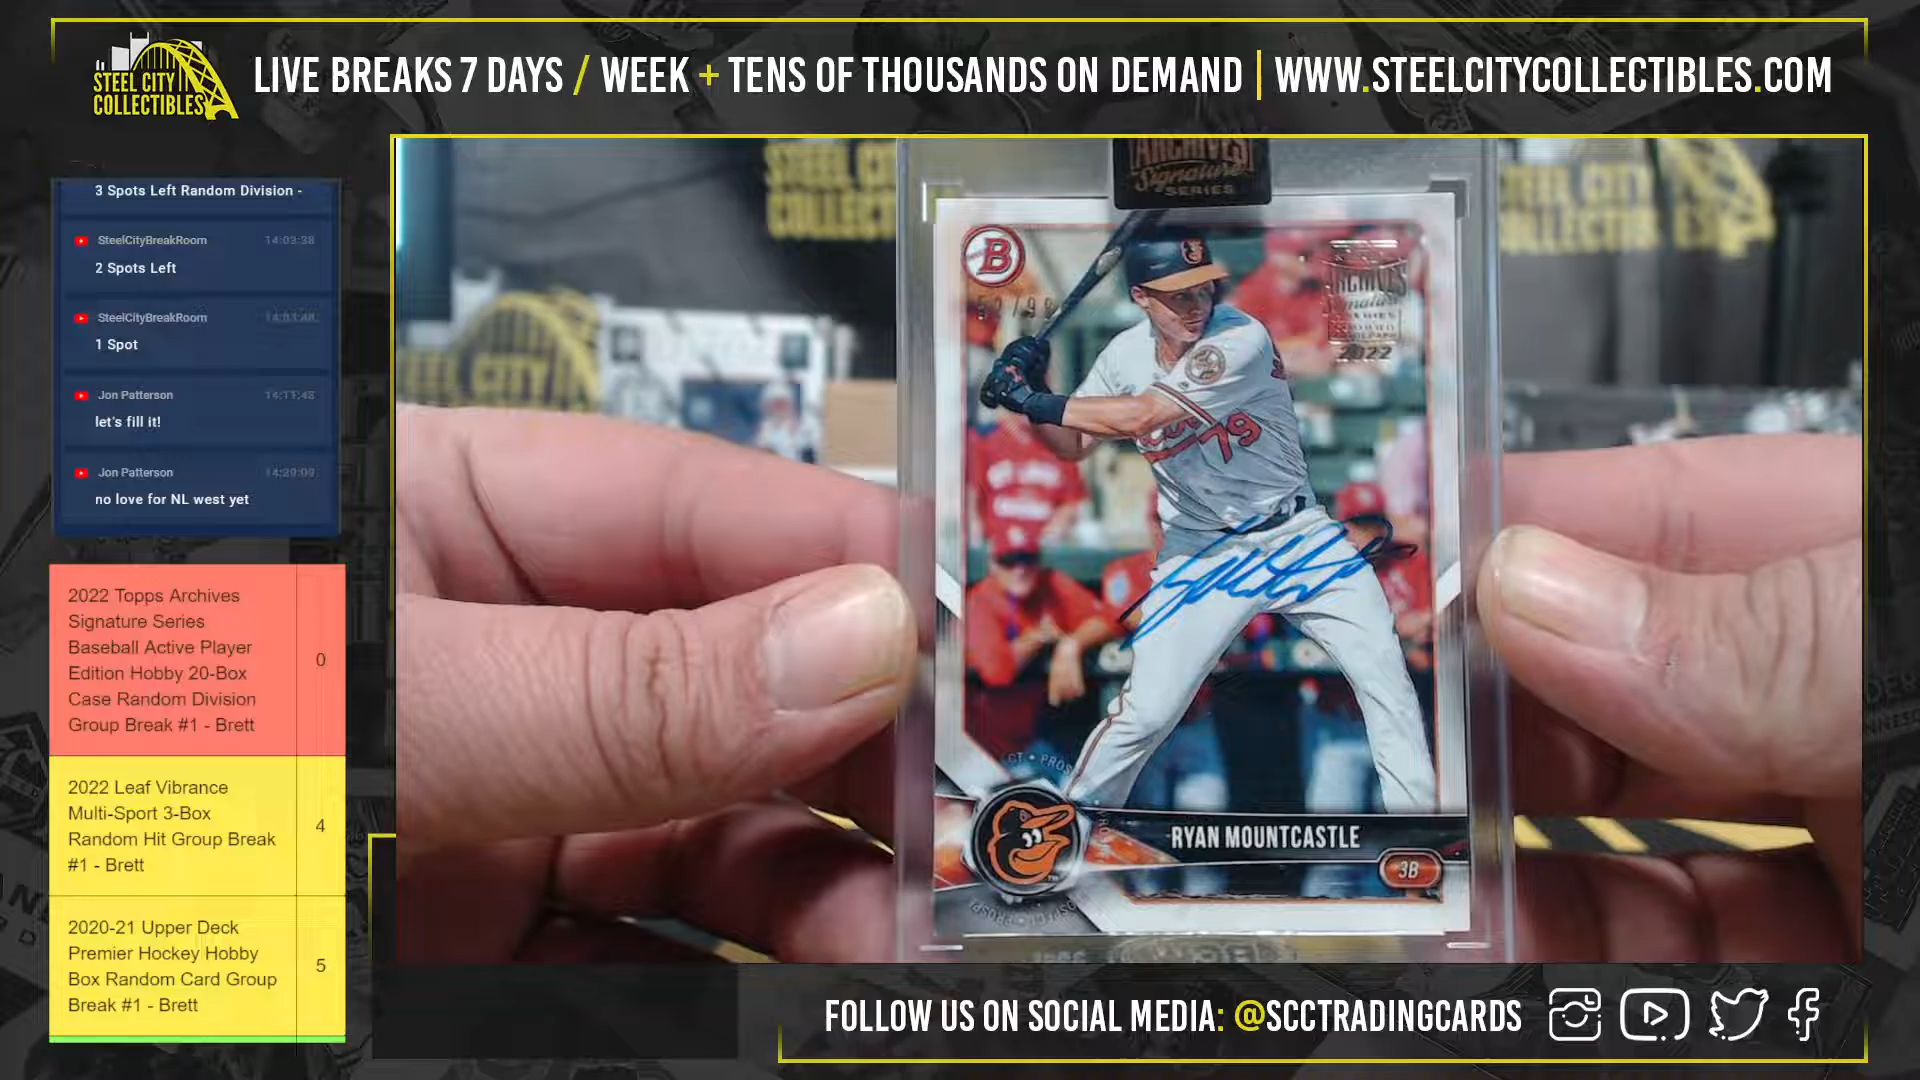 STEEL CITY
COLLECTIBLES
LIVE BREAKS 7 DAYS / WEEK + TENS OF THOUSANDS ON DEMAND | WWW.STEELCITYCOLLECTIBLES.COM
3 Spots Left Random Division -
SteelCityBreakRoom 14:03:38
2 Spots Left
SteelCityBreakRoom
1 Spot
Jon Patterson
let's fill it!
Jon Patterson 14:29:09
no love for NL west yet
2022 Topps Archives
Signature Series
Baseball Active Player
Edition Hobby 20-Box
Case Random Division
Group Break #1 - Brett
0
2022 Leaf Vibrance
Multi-Sport 3-Box
Random Hit Group Break
#1 - Brett
4
2020-21 Upper Deck
Premier Hockey Hobby
Box Random Card Group
Break #1 - Brett
5
ARCHIVES
Signature
SERIES
B
ARCHIVES
2022
79
RYAN MOUNTCASTLE
3B
FOLLOW US ON SOCIAL MEDIA: @SCCTRADINGCARDS